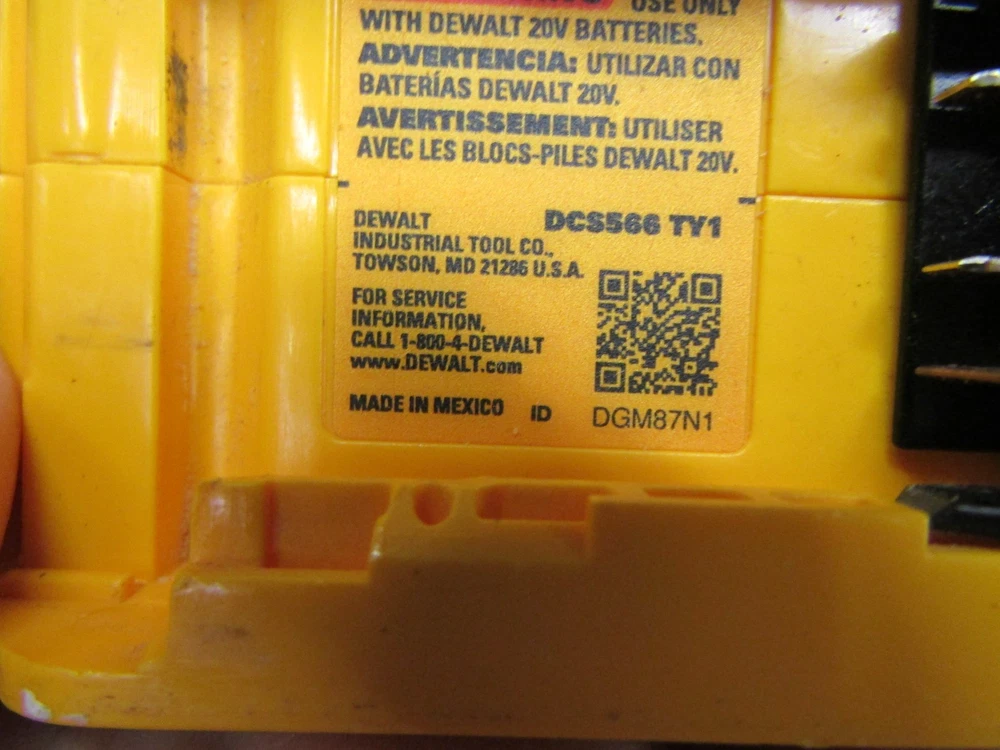 USE ONLY
WITH DEWALT 20V BATTERIES.
ADVERTENCIA: UTILIZAR CON
BATERÍAS DEWALT 20V.
AVERTISSEMENT: UTILISER
AVEC LES BLOCS-PILES DEWALT 20V.
DEWALT DCS566 TY1
INDUSTRIAL TOOL CO.,
TOWSON, MD 21286 U.S.A.
FOR SERVICE
INFORMATION,
CALL 1-800-4-DEWALT
www.DEWALT.com
MADE IN MEXICO ID DGM87N1